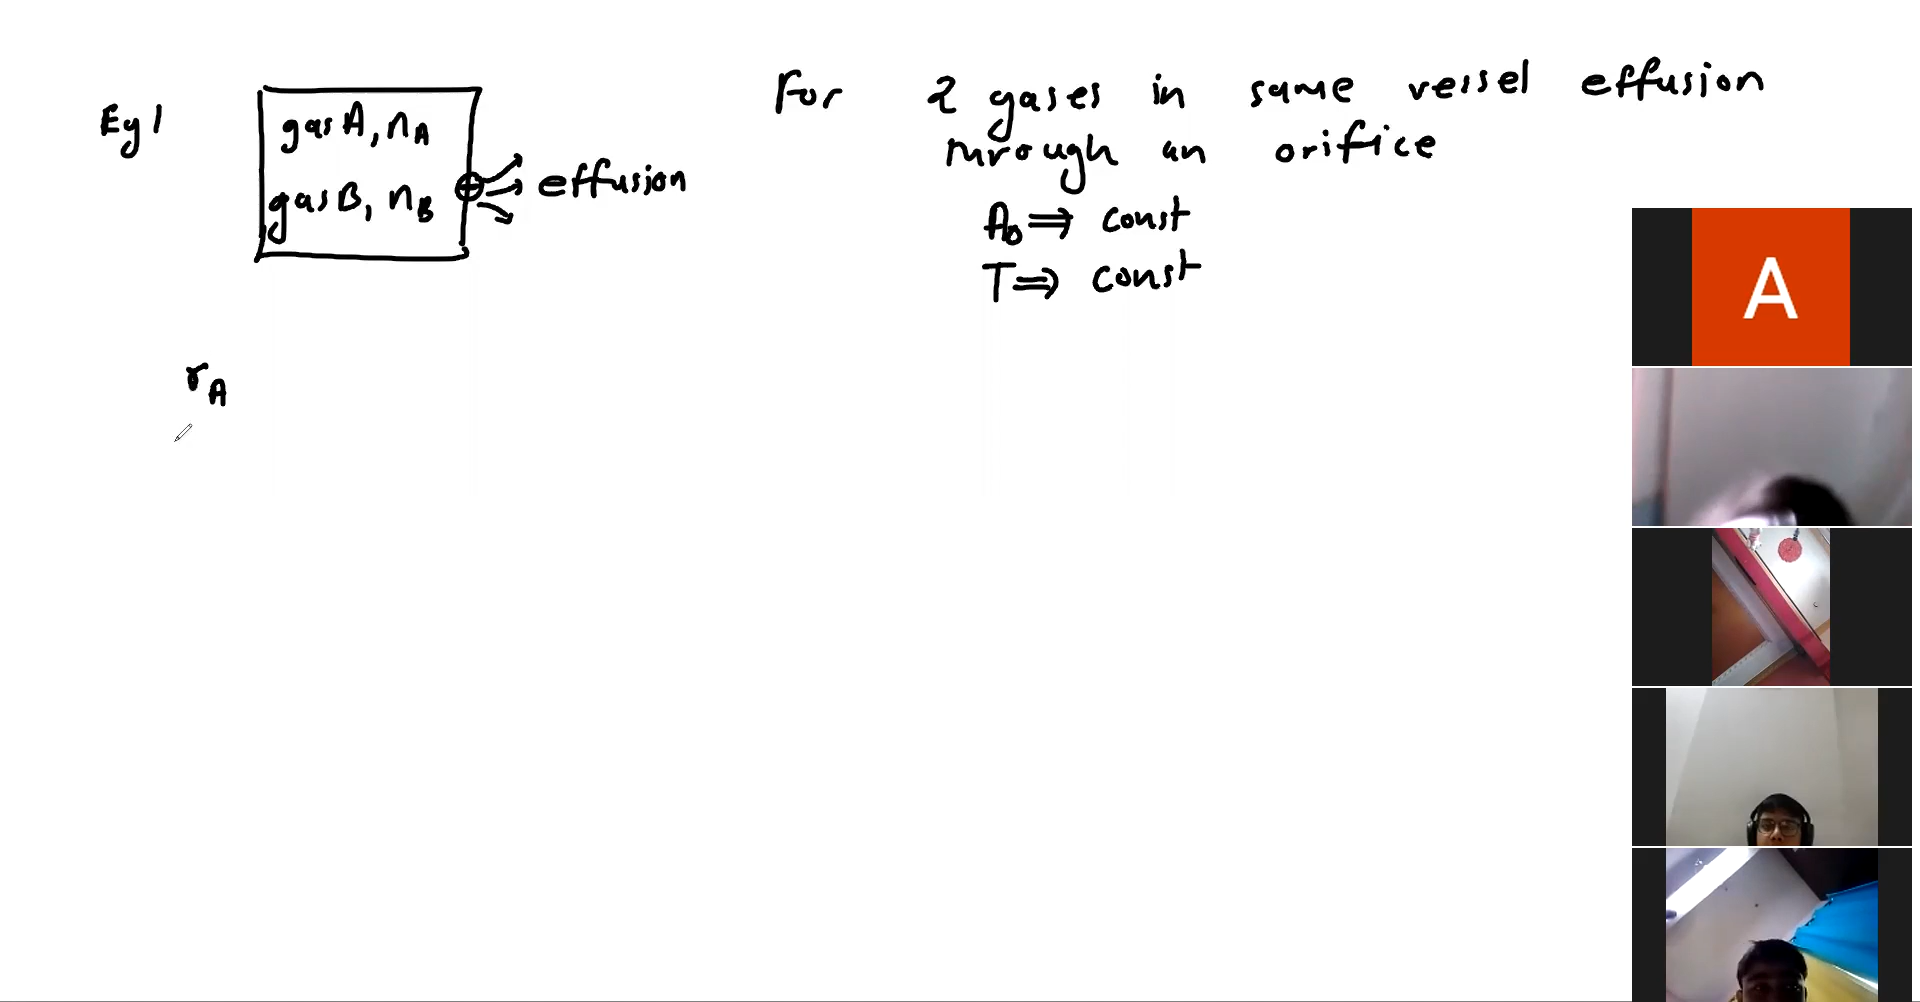 Eg 1
gas A, nA
gas B, nB
effusion
For 2 gases in same vessel effusion
through an orifice
A0 ⇒ const
T ⇒ const
rA
A